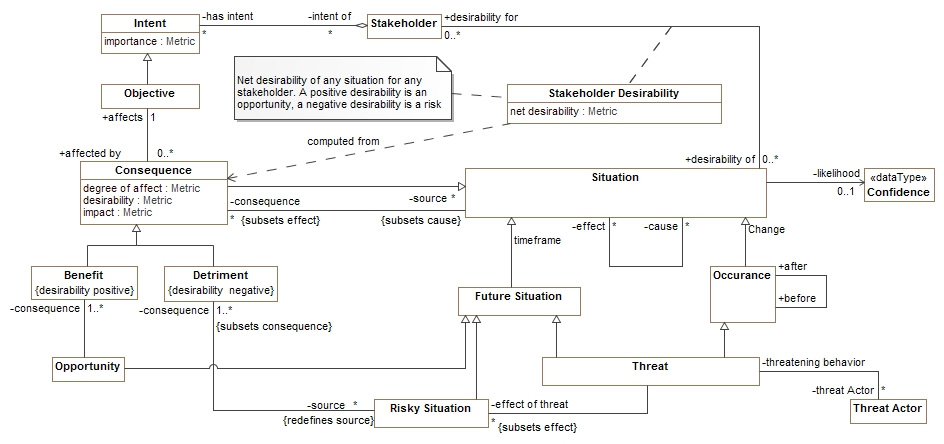 Intent
importance : Metric
-has intent
*
-intent of
*
Stakeholder
+desirability for
0..*
Net desirability of any situation for any
stakeholder. A positive desirability is an
opportunity, a negative desirability is a risk
Stakeholder Desirability
net desirability : Metric
Objective
+affects
1
computed from
+affected by
0..*
+desirability of
0..*
Consequence
degree of affect : Metric
desirability : Metric
impact : Metric
Situation
-likelihood
0..1
«dataType»
Confidence
-consequence
* {subsets effect}
-source *
{subsets cause}
timeframe
-effect *
-cause *
Change
Benefit
{desirability positive}
Detriment
{desirability negative}
Occurance
+after
+before
-consequence
1..*
-consequence
1..*
{subsets consequence}
Future Situation
Opportunity
Threat
-threatening behavior
-threat Actor *
Threat Actor
-source *
{redefines source}
Risky Situation
-effect of threat
* {subsets effect}